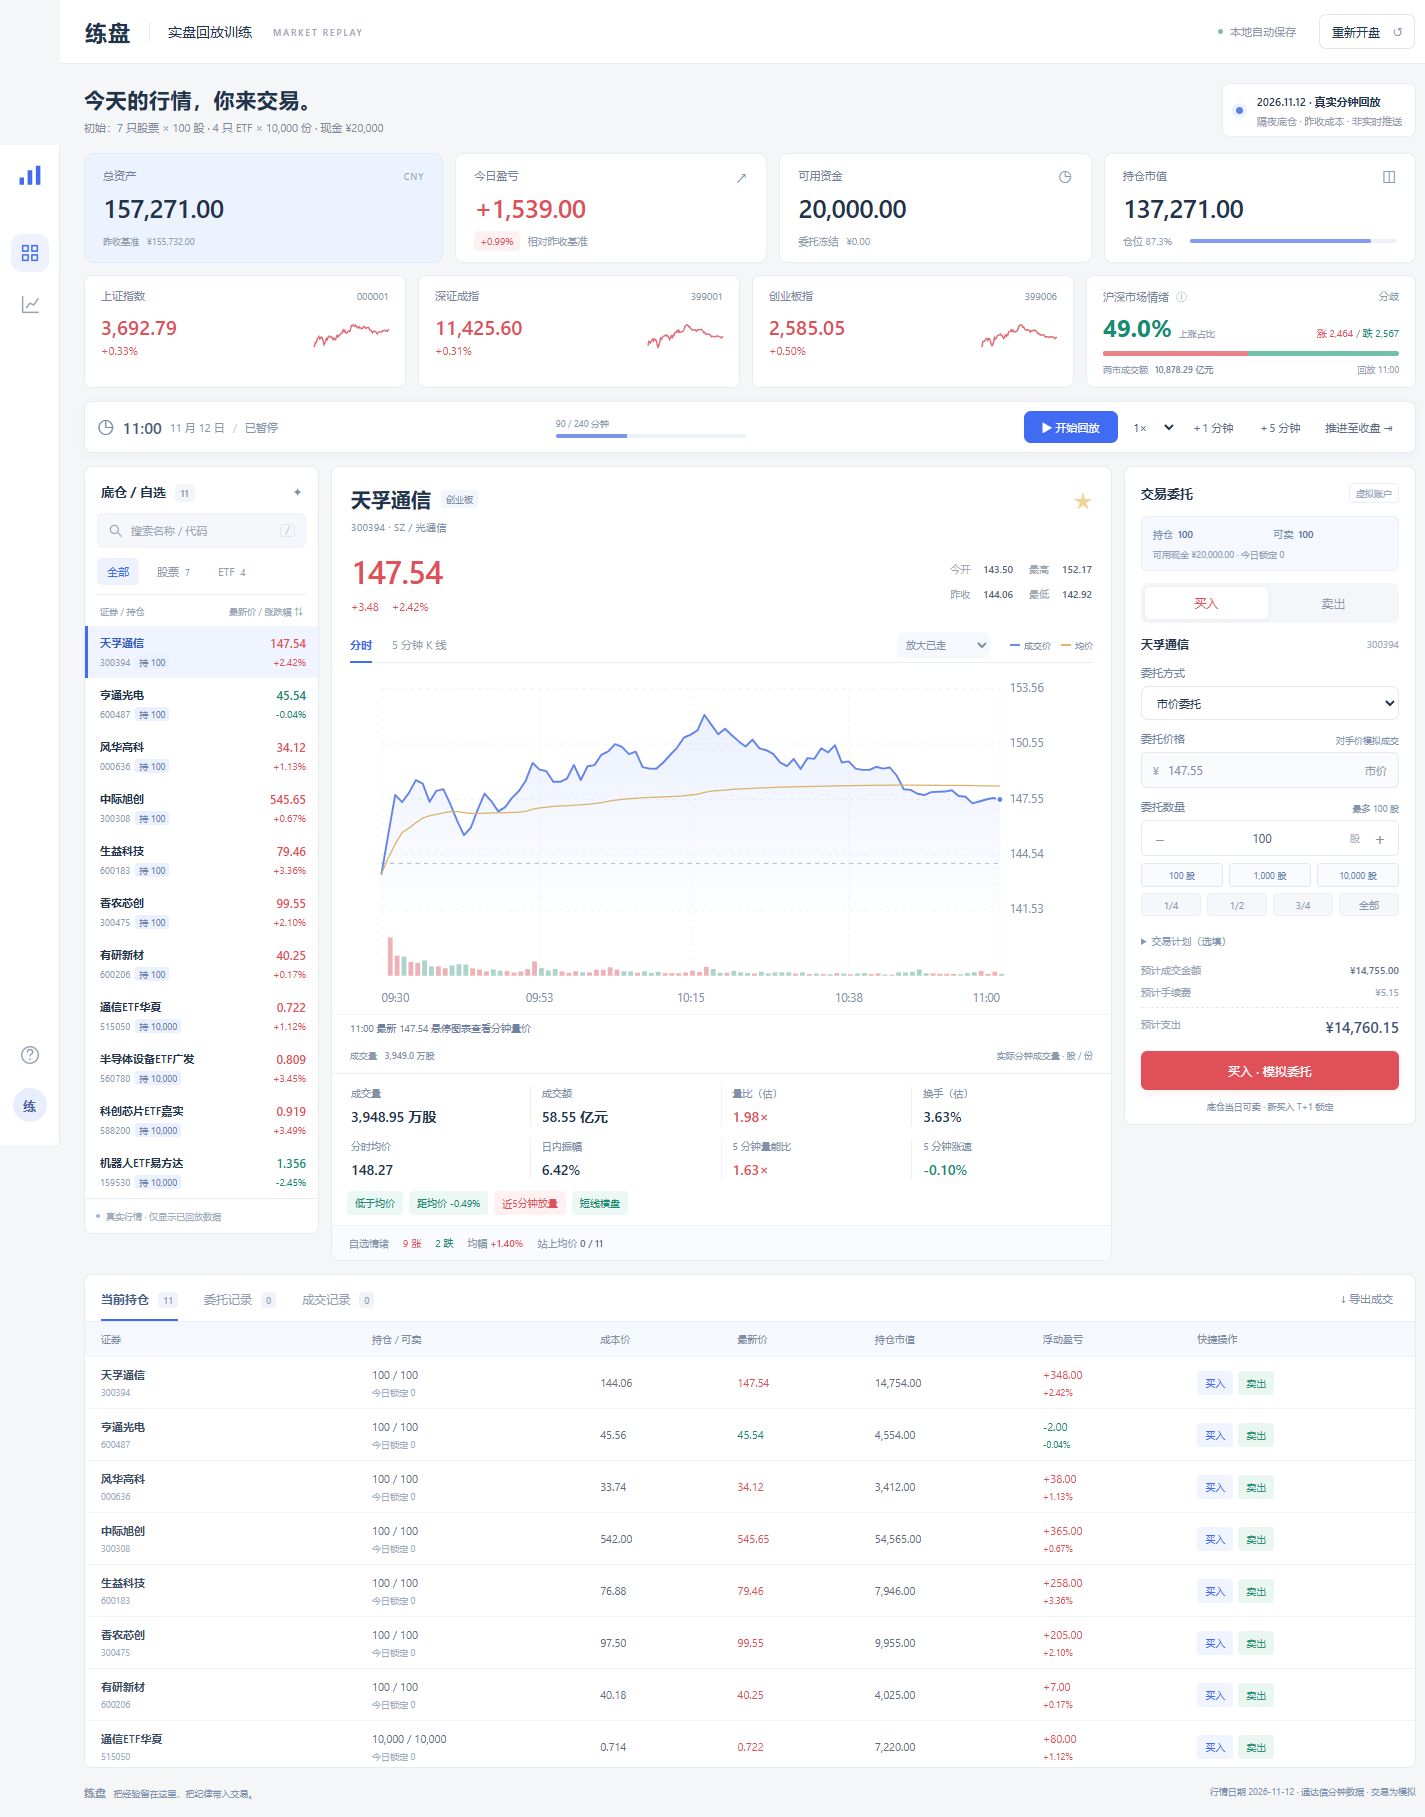 练盘 实盘回放训练 MARKET REPLAY 本地自动保存 重新开盘 ↺
今天的行情，你来交易。
初始：7 只股票 × 100 股 · 4 只 ETF × 10,000 份 · 现金 ¥20,000
2026.11.12 · 真实分钟回放
隔夜底仓 · 昨收成本 · 非实时推送
总资产 CNY
157,271.00
昨收基准 ¥155,732.00
今日盈亏 ↗
+1,539.00
+0.99% 相对昨收基准
可用资金
20,000.00
委托冻结 ¥0.00
持仓市值
137,271.00
仓位 87.3%
上证指数 000001
3,692.79
+0.33%
深证成指 399001
11,425.60
+0.31%
创业板指 399006
2,585.05
+0.50%
沪深市场情绪 ⓘ 分歧
49.0% 上涨占比 涨 2,464 / 跌 2,567
两市成交额 10,878.29 亿元 回放 11:00
11:00 11 月 12 日 / 已暂停
90 / 240 分钟
▶ 开始回放 1× +1 分钟 +5 分钟 推进至收盘 ⇥
底仓 / 自选 11 ✦
搜索名称 / 代码 /
全部 股票 7 ETF 4
证券 / 持仓 最新价 / 涨跌幅 ⇅
天孚通信 147.54
300394 持 100 +2.42%
亨通光电 45.54
600487 持 100 -0.04%
风华高科 34.12
000636 持 100 +1.13%
中际旭创 545.65
300308 持 100 +0.67%
生益科技 79.46
600183 持 100 +3.36%
香农芯创 99.55
300475 持 100 +2.10%
有研新材 40.25
600206 持 100 +0.17%
通信ETF华夏 0.722
515050 持 10,000 +1.12%
半导体设备ETF广发 0.809
560780 持 10,000 +3.45%
科创芯片ETF嘉实 0.919
588200 持 10,000 +3.49%
机器人ETF易方达 1.356
159530 持 10,000 -2.45%
真实行情 · 仅显示已回放数据
天孚通信 创业板 ★
300394 · SZ / 光通信
147.54
+3.48 +2.42%
今开 143.50 最高 152.17
昨收 144.06 最低 142.92
分时 5 分钟 K 线 放大已走 成交价 均价
153.56
150.55
147.55
144.54
141.53
09:30 09:53 10:15 10:38 11:00
11:00 最新 147.54 悬停图表查看分钟量价
成交量 3,949.0 万股 实际分钟成交量 · 股 / 份
成交量 成交额 量比（估） 换手（估）
3,948.95 万股 58.55 亿元 1.98× 3.63%
分时均价 日内振幅 5 分钟量能比 5 分钟涨速
148.27 6.42% 1.63× -0.10%
低于均价 距均价 -0.49% 近5分钟放量 短线横盘
自选情绪 9 涨 2 跌 均幅 +1.40% 站上均价 0 / 11
交易委托 虚拟账户
持仓 100 可卖 100
可用现金 ¥20,000.00 · 今日锁定 0
买入 卖出
天孚通信 300394
委托方式
市价委托
委托价格 对手价模拟成交
¥ 147.55 市价
委托数量 最多 100 股
− 100 股 +
100 股 1,000 股 10,000 股
1/4 1/2 3/4 全部
▶ 交易计划（选填）
预计成交金额 ¥14,755.00
预计手续费 ¥5.15
预计支出 ¥14,760.15
买入 · 模拟委托
底仓当日可卖 · 新买入 T+1 锁定
练
当前持仓 11 委托记录 0 成交记录 0 ↓ 导出成交
证券 持仓 / 可卖 成本价 最新价 持仓市值 浮动盈亏 快捷操作
天孚通信 100 / 100 144.06 147.54 14,754.00 +348.00 买入 卖出
300394 今日锁定 0 +2.42%
亨通光电 100 / 100 45.56 45.54 4,554.00 -2.00 买入 卖出
600487 今日锁定 0 -0.04%
风华高科 100 / 100 33.74 34.12 3,412.00 +38.00 买入 卖出
000636 今日锁定 0 +1.13%
中际旭创 100 / 100 542.00 545.65 54,565.00 +365.00 买入 卖出
300308 今日锁定 0 +0.67%
生益科技 100 / 100 76.88 79.46 7,946.00 +258.00 买入 卖出
600183 今日锁定 0 +3.36%
香农芯创 100 / 100 97.50 99.55 9,955.00 +205.00 买入 卖出
300475 今日锁定 0 +2.10%
有研新材 100 / 100 40.18 40.25 4,025.00 +7.00 买入 卖出
600206 今日锁定 0 +0.17%
通信ETF华夏 10,000 / 10,000 0.714 0.722 7,220.00 +80.00 买入 卖出
515050 今日锁定 0 +1.12%
练盘 把经验留在这里，把纪律带入交易。 行情日期 2026-11-12 · 通达信分钟数据 · 交易为模拟